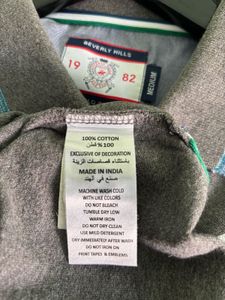 BEVERLY HILLS
19 82
MEDIUM
100% COTTON
100% قطن
EXCLUSIVE OF DECORATION
باستثناء قصاصات الزينة
MADE IN INDIA
صنع في الهند
MACHINE WASH COLD
WITH LIKE COLORS
DO NOT BLEACH
TUMBLE DRY LOW
WARM IRON
DO NOT DRY CLEAN
USE MILD DETERGENT
DRY IMMEDIATELY AFTER WASH
DO NOT IRON ON
PRINT TAPES N EMBLEMS